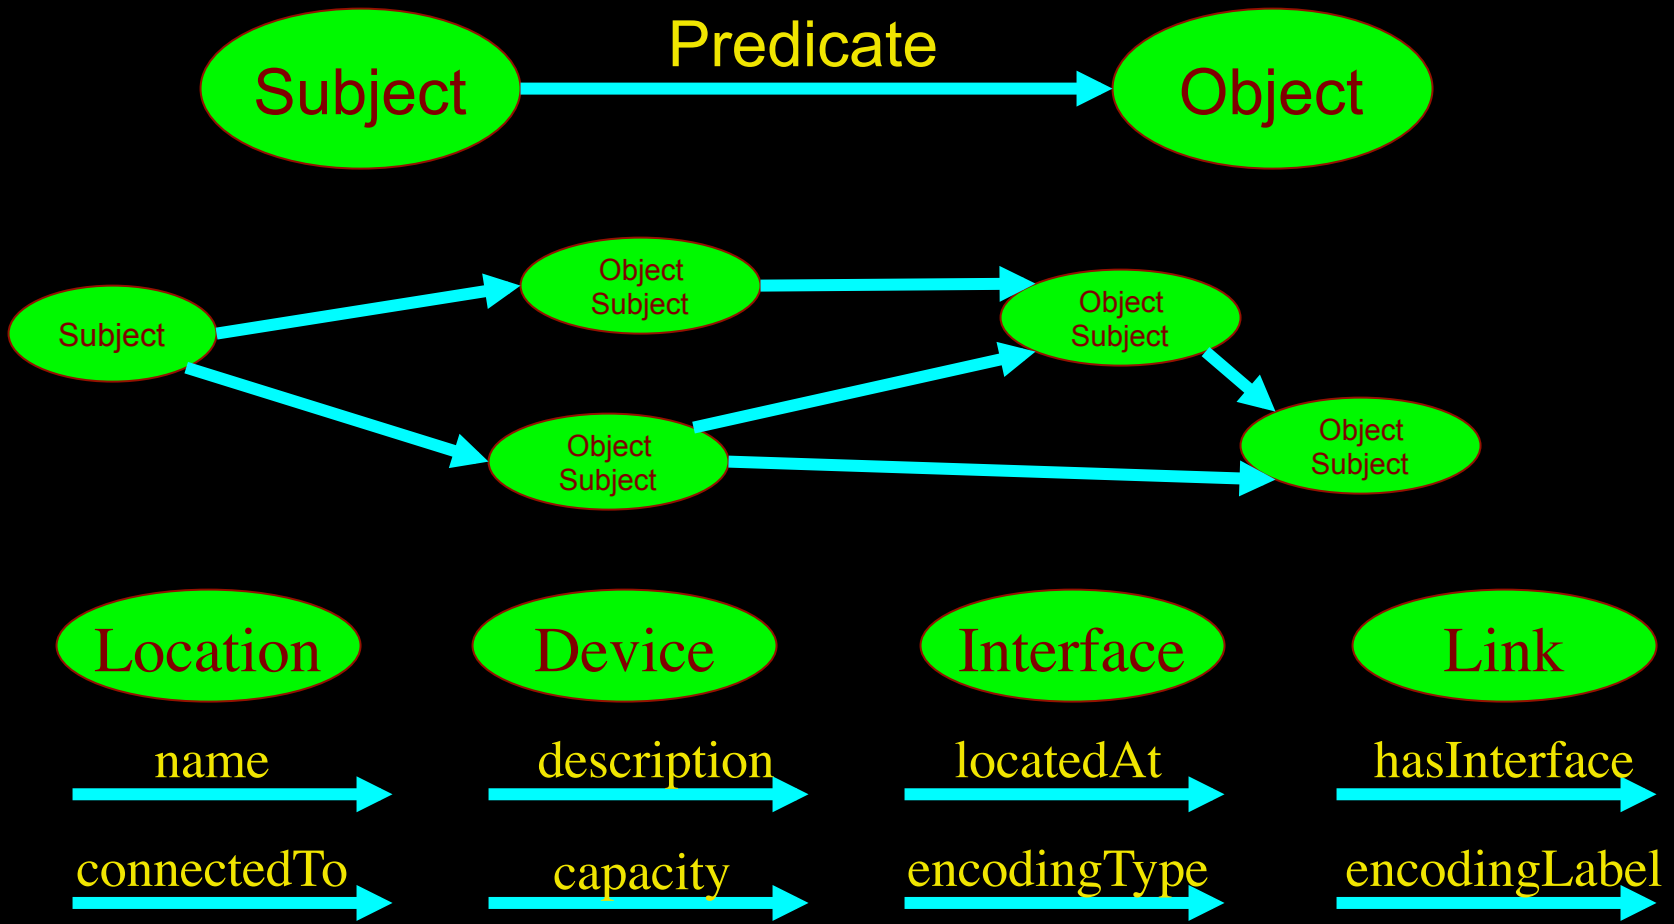 Predicate
Subject
Object
Object
Subject
Object
Subject
Subject
Object
Subject
Object
Subject
Location
Device
Interface
Link
name
description
locatedAt
hasInterface
connectedTo
capacity
encodingType
encodingLabel